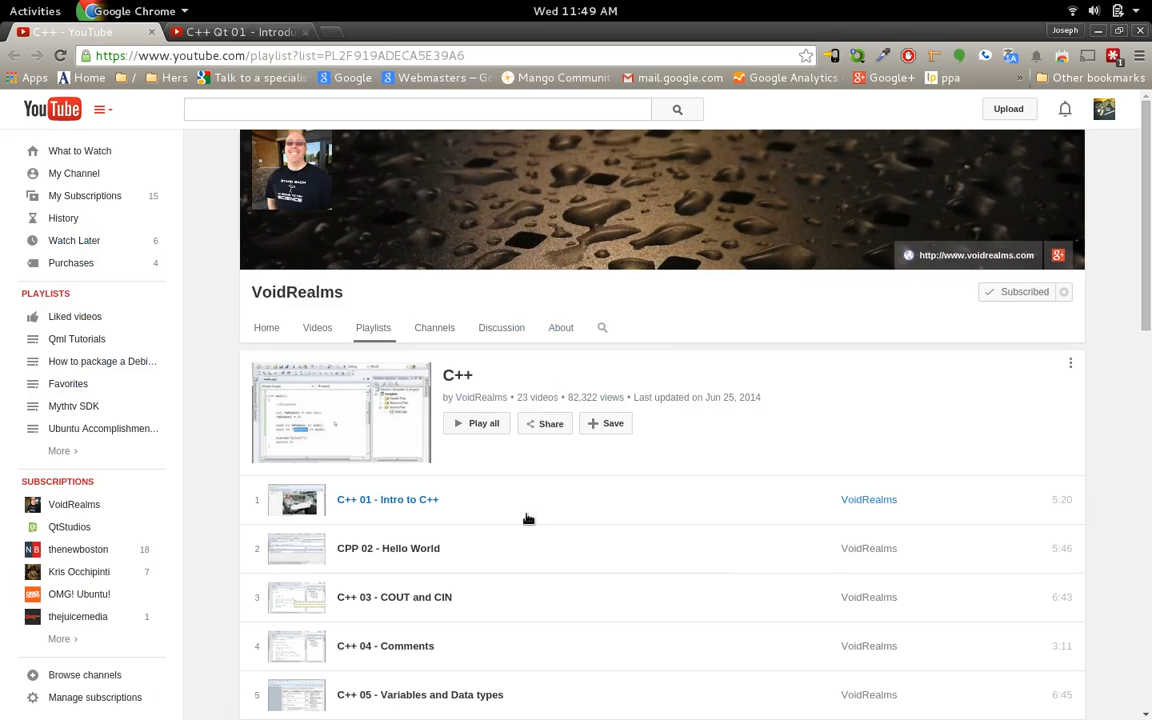 Activities Google Chrome Wed 11:49 AM
C++ - YouTube × C++ Qt 01 - Introdu × Joseph
https://www.youtube.com/playlist?list=PL2F919ADECA5E39A6
Apps Home / Hers Talk to a speciali Google Webmasters – Go Mango Communit mail.google.com Google Analytics Google+ ppa » Other bookmarks
YouTube Upload
What to Watch
My Channel
My Subscriptions 15
History
Watch Later 6
Purchases 4
PLAYLISTS
Liked videos
Qml Tutorials
How to package a Debi...
Favorites
Mythtv SDK
Ubuntu Accomplishmen...
More ›
SUBSCRIPTIONS
VoidRealms
QtStudios
thenewboston 18
Kris Occhipinti 7
OMG! Ubuntu!
thejuicemedia 1
More ›
Browse channels
Manage subscriptions
http://www.voidrealms.com
VoidRealms Subscribed
Home Videos Playlists Channels Discussion About
C++
by VoidRealms • 23 videos • 82,322 views • Last updated on Jun 25, 2014
Play all Share Save
1 C++ 01 - Intro to C++ VoidRealms 5:20
2 CPP 02 - Hello World VoidRealms 5:46
3 C++ 03 - COUT and CIN VoidRealms 6:43
4 C++ 04 - Comments VoidRealms 3:11
5 C++ 05 - Variables and Data types VoidRealms 6:45